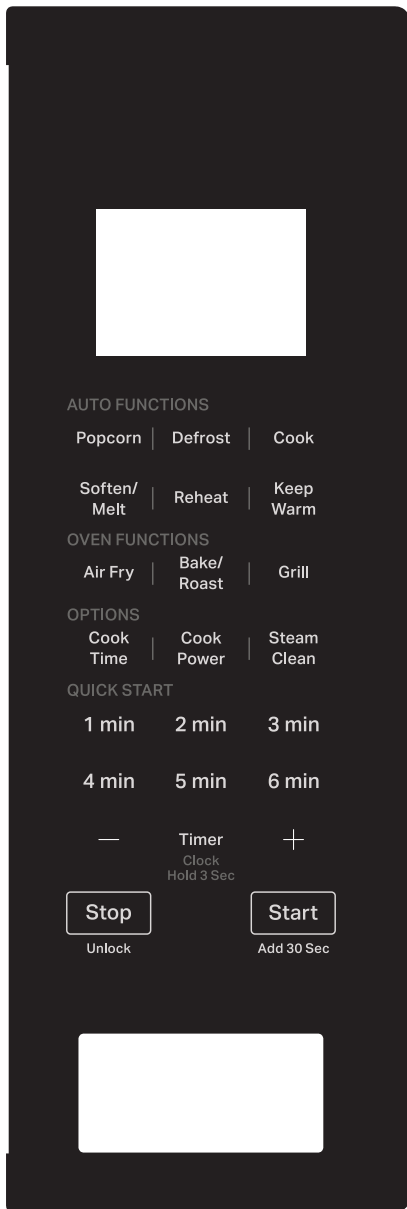 AUTO FUNCTIONS
Popcorn Defrost Cook
Soften/ Melt Reheat Keep Warm
OVEN FUNCTIONS
Air Fry Bake/ Roast Grill
OPTIONS
Cook Time Cook Power Steam Clean
QUICK START
1 min 2 min 3 min
4 min 5 min 6 min
— Timer +
Clock
Hold 3 Sec
Stop Start
Unlock Add 30 Sec